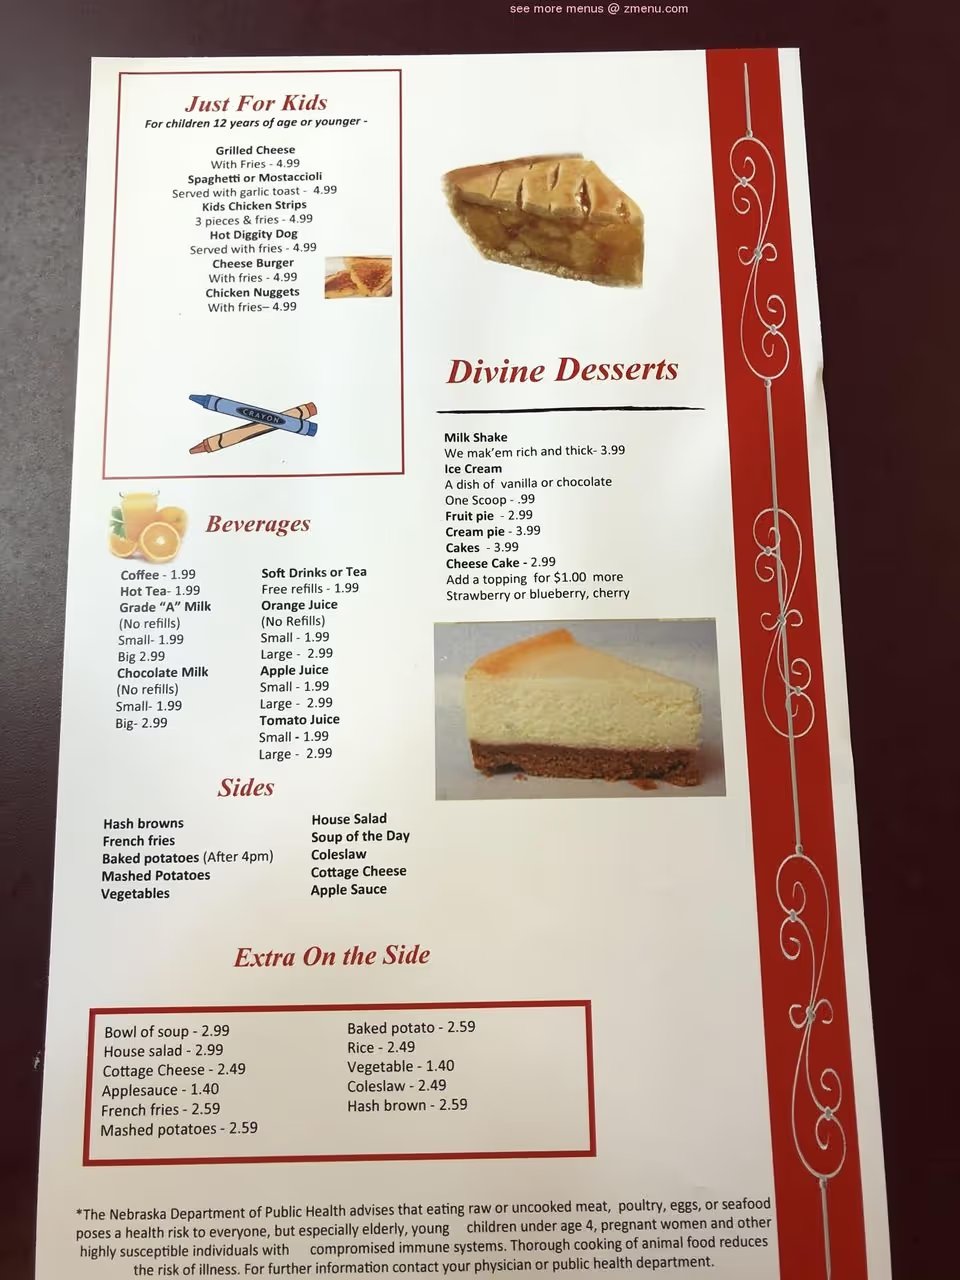 see more menus @ zmenu.com
Just For Kids
For children 12 years of age or younger -
Grilled Cheese
With Fries - 4.99
Spaghetti or Mostaccioli
Served with garlic toast - 4.99
Kids Chicken Strips
3 pieces & fries - 4.99
Hot Diggity Dog
Served with fries - 4.99
Cheese Burger
With fries - 4.99
Chicken Nuggets
With fries– 4.99
CRAYON
Beverages
Coffee - 1.99
Hot Tea- 1.99
Grade “A” Milk
(No refills)
Small- 1.99
Big 2.99
Chocolate Milk
(No refills)
Small- 1.99
Big- 2.99
Soft Drinks or Tea
Free refills - 1.99
Orange Juice
(No Refills)
Small - 1.99
Large - 2.99
Apple Juice
Small - 1.99
Large - 2.99
Tomato Juice
Small - 1.99
Large - 2.99
Sides
Hash browns
French fries
Baked potatoes (After 4pm)
Mashed Potatoes
Vegetables
House Salad
Soup of the Day
Coleslaw
Cottage Cheese
Apple Sauce
Divine Desserts
Milk Shake
We mak’em rich and thick- 3.99
Ice Cream
A dish of vanilla or chocolate
One Scoop - .99
Fruit pie - 2.99
Cream pie - 3.99
Cakes - 3.99
Cheese Cake - 2.99
Add a topping for $1.00 more
Strawberry or blueberry, cherry
Extra On the Side
Bowl of soup - 2.99
House salad - 2.99
Cottage Cheese - 2.49
Applesauce - 1.40
French fries - 2.59
Mashed potatoes - 2.59
Baked potato - 2.59
Rice - 2.49
Vegetable - 1.40
Coleslaw - 2.49
Hash brown - 2.59
*The Nebraska Department of Public Health advises that eating raw or uncooked meat, poultry, eggs, or seafood
poses a health risk to everyone, but especially elderly, young children under age 4, pregnant women and other
highly susceptible individuals with compromised immune systems. Thorough cooking of animal food reduces
the risk of illness. For further information contact your physician or public health department.